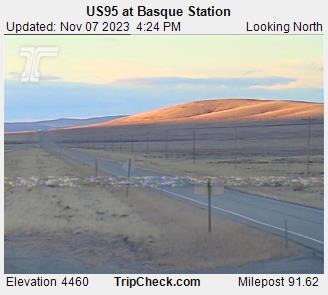 US95 at Basque Station
Updated: Nov 07 2023 4:24 PM Looking North
Elevation 4460 TripCheck.com Milepost 91.62